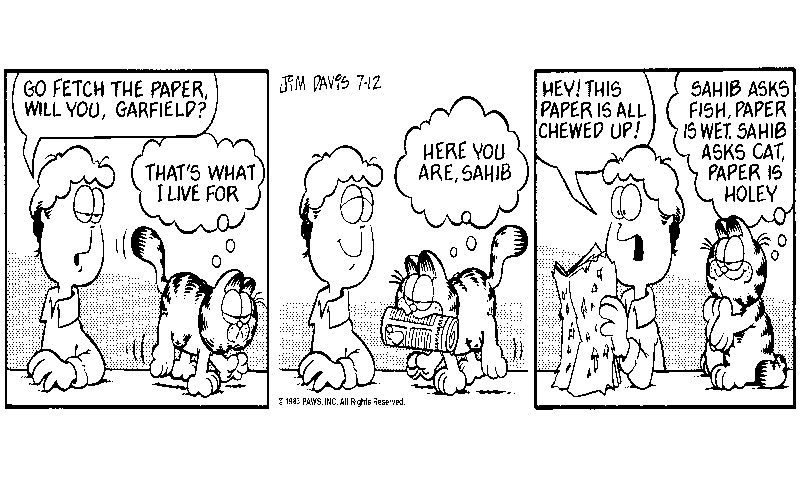 GO FETCH THE PAPER,
WILL YOU, GARFIELD?
THAT'S WHAT
I LIVE FOR
JIM DAVIS 7-12
HERE YOU
ARE, SAHIB
© 1983 PAWS, INC. All Rights Reserved.
HEY! THIS
PAPER IS ALL
CHEWED UP!
SAHIB ASKS
FISH, PAPER
IS WET. SAHIB
ASKS CAT,
PAPER IS
HOLEY